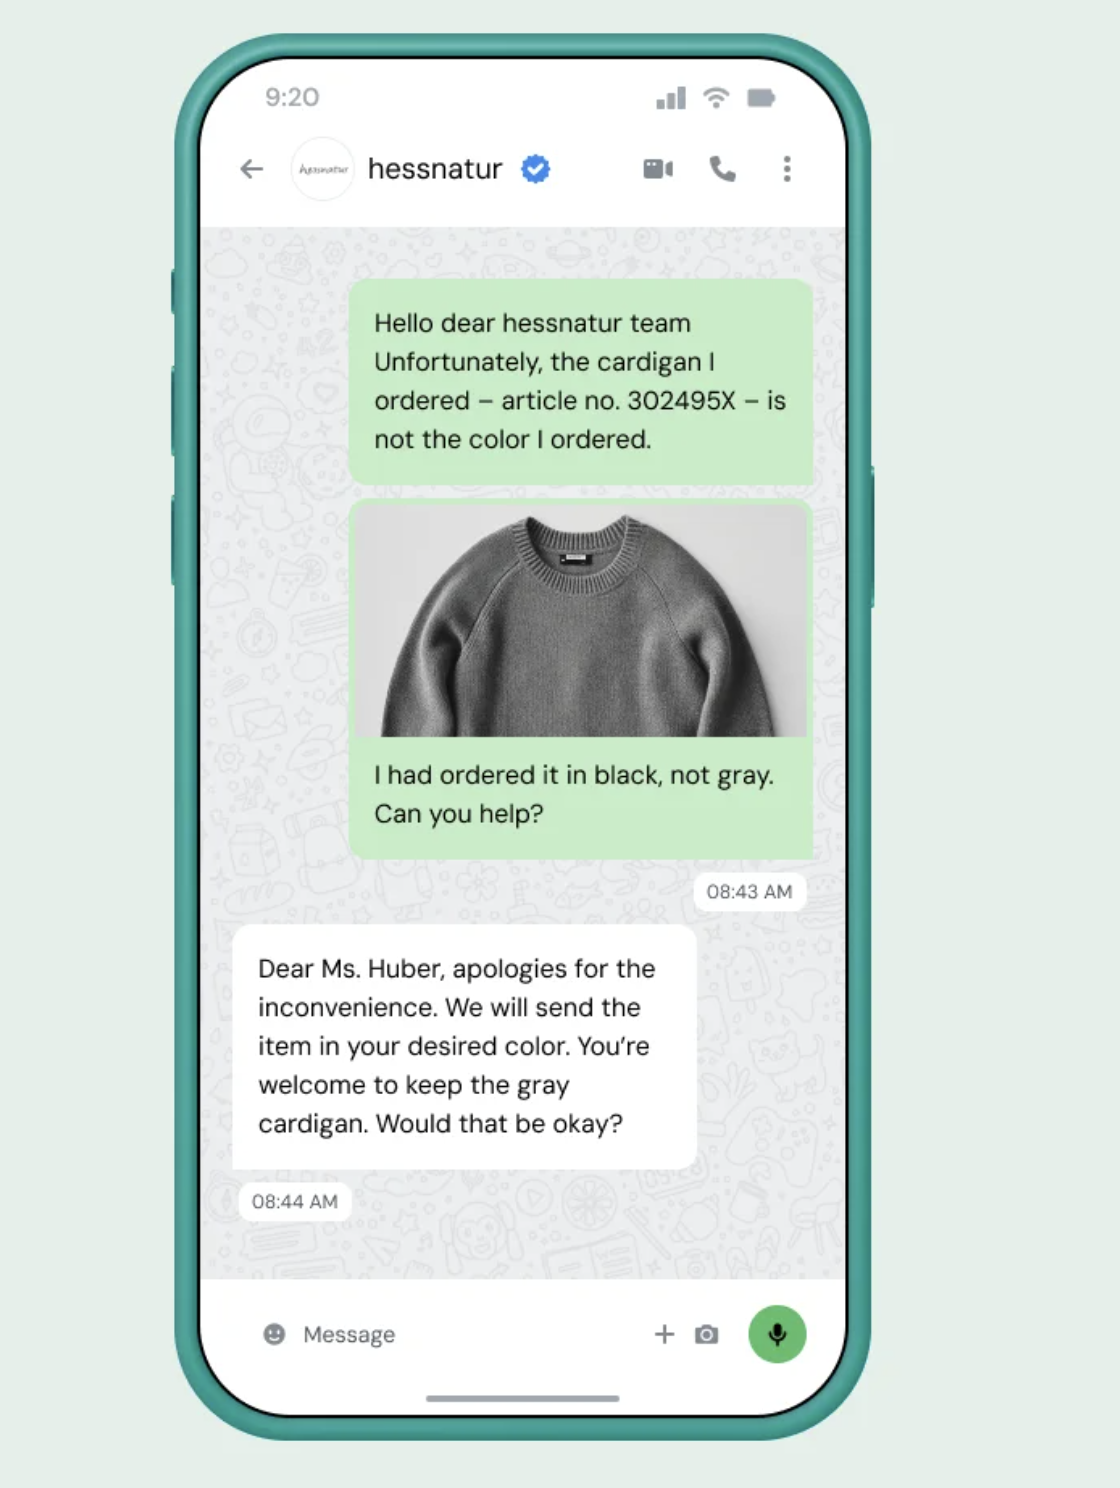 9:20
hessnatur
hessnatur
Hello dear hessnatur team
Unfortunately, the cardigan I
ordered – article no. 302495X – is
not the color I ordered.
I had ordered it in black, not gray.
Can you help?
08:43 AM
Dear Ms. Huber, apologies for the
inconvenience. We will send the
item in your desired color. You’re
welcome to keep the gray
cardigan. Would that be okay?
08:44 AM
Message